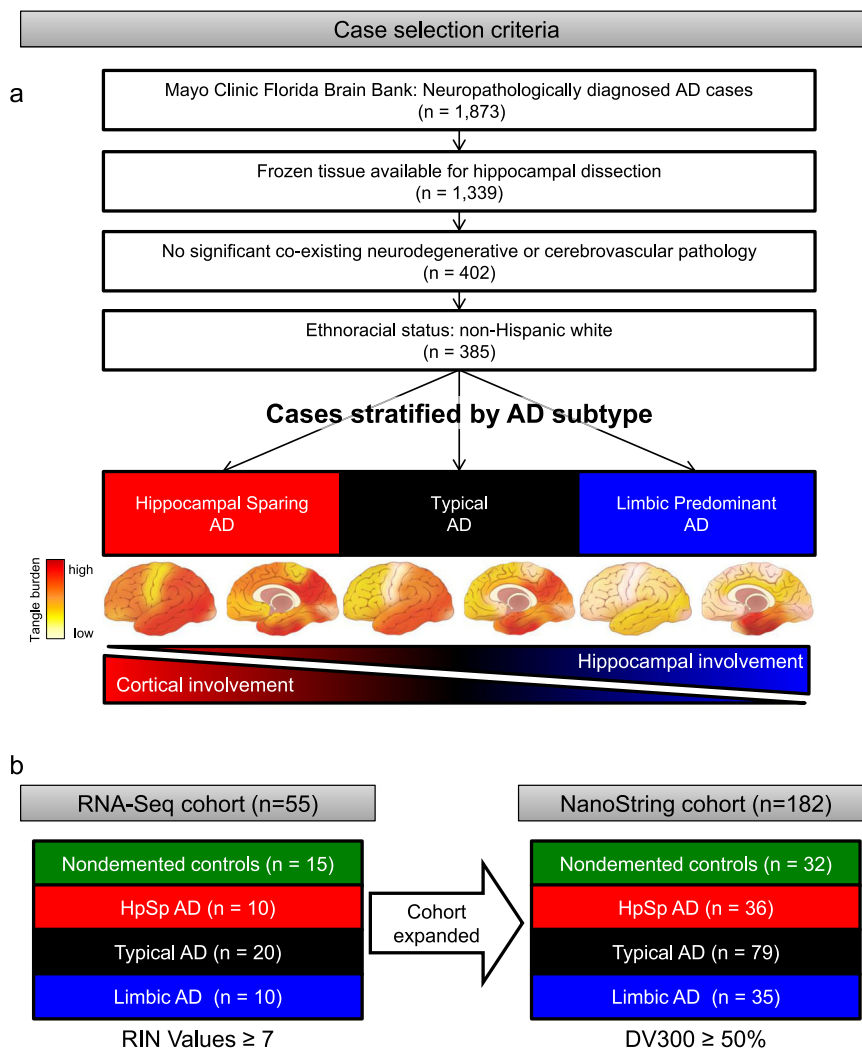 Case selection criteria
a
Mayo Clinic Florida Brain Bank: Neuropathologically diagnosed AD cases
(n = 1,873)
Frozen tissue available for hippocampal dissection
(n = 1,339)
No significant co-existing neurodegenerative or cerebrovascular pathology
(n = 402)
Ethnoracial status: non-Hispanic white
(n = 385)
Cases stratified by AD subtype
Hippocampal Sparing
AD
Typical
AD
Limbic Predominant
AD
Tangle burden
high
low
Hippocampal involvement
Cortical involvement
b
RNA-Seq cohort (n=55)
Nondemented controls (n = 15)
HpSp AD (n = 10)
Typical AD (n = 20)
Limbic AD (n = 10)
RIN Values ≥ 7
Cohort
expanded
NanoString cohort (n=182)
Nondemented controls (n = 32)
HpSp AD (n = 36)
Typical AD (n = 79)
Limbic AD (n = 35)
DV300 ≥ 50%